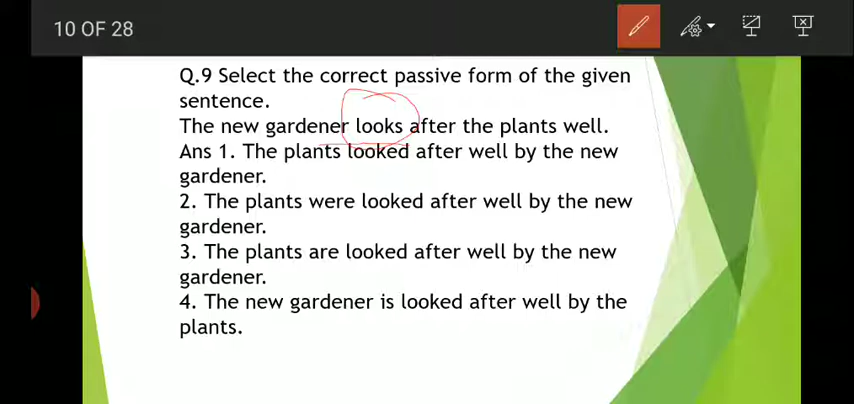 10 OF 28
Q.9 Select the correct passive form of the given
sentence.
The new gardener looks after the plants well.
Ans 1. The plants looked after well by the new
gardener.
2. The plants were looked after well by the new
gardener.
3. The plants are looked after well by the new
gardener.
4. The new gardener is looked after well by the
plants.